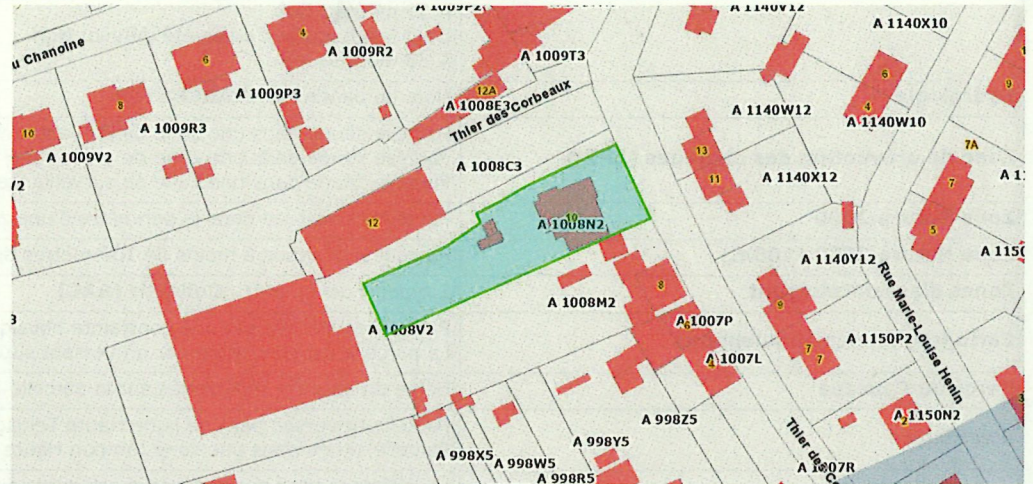 A 1140V12
u Chanoine
4
A 1009R2
A 1009T3
A 1140X10
6
8
A 1009P3
12A
A 1008E3
Thier des Corbeaux
6
4
9
10
A 1009R3
A 1009V2
A 1008C3
A 1140W12
A 1140W10
7A
13
11
A 1140X12
7
5
12
10
A 1008N2
A 1140Y12
Rue Marie-Louise Henin
3
A 1008V2
A 1008M2
8
A 1007P
6
A 1007L
4
9
7
7
A 1150P2
A 998Z5
A 1150N2
2
A 998X5
A 998W5
A 998Y5
A 998R5